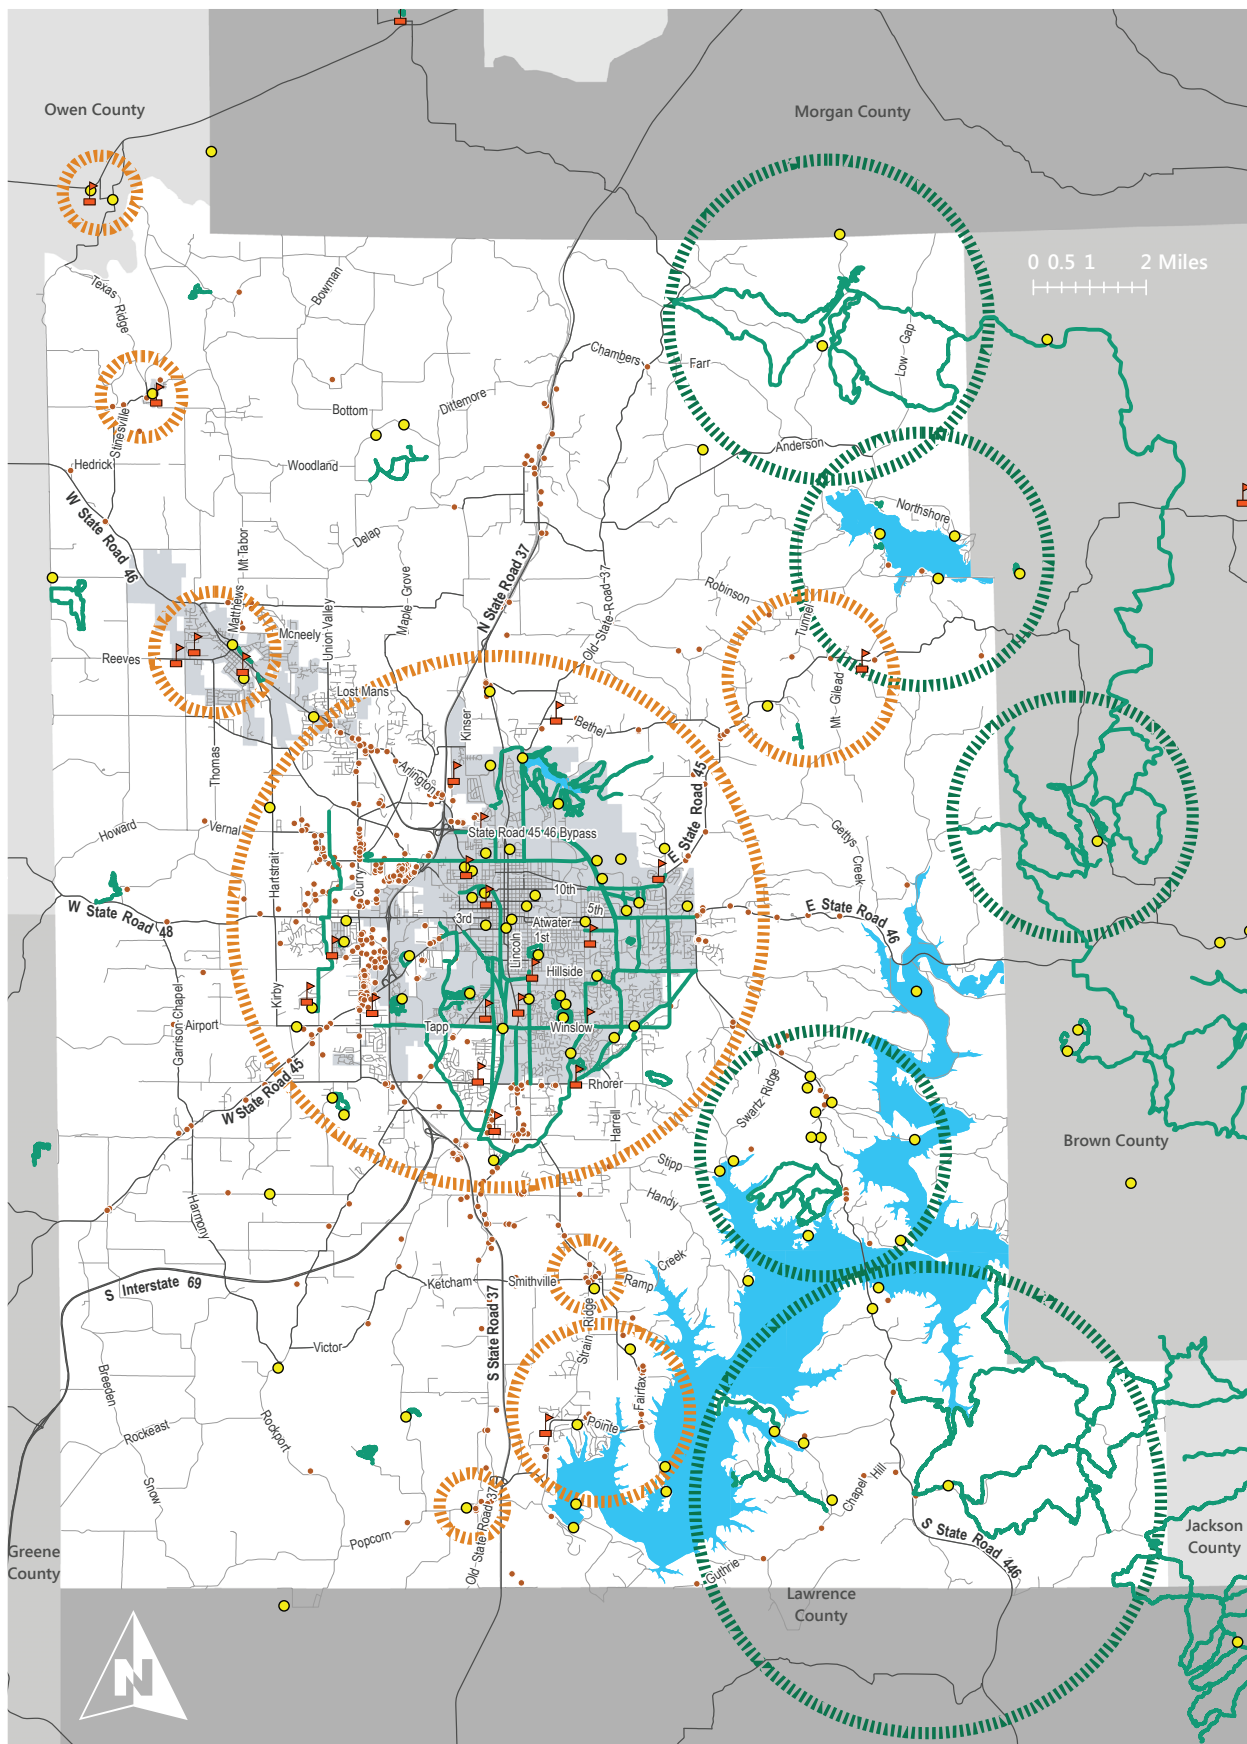 Owen County
Morgan County
0 0.5 1 2 Miles
Texas Ridge
Bowman
Chambers
Farr
Low Gap
Stinesville
Bottom
Dittemore
Hedrick
Woodland
Anderson
W State Road 46
Northshore
Mt Tabor
Delap
N State Road 37
Old State Road 37
Robinson
Matthews
Union Valley
Maple Grove
Tunnel
Mcneely
Reeves
Lost Mans
Mt Gilead
Kinser
Bethel
Thomas
Arlington
E State Road 45
Howard
Vernal
State Road 45 46 Bypass
Gettys Creek
Hartstrait
Curry
10th
W State Road 48
5th
3rd
Atwater
E State Road 46
1st
Lincoln
Hillside
Kirby
Garrison Chapel
Airport
Tapp
Winslow
W State Road 45
Rhorer
Swartz Ridge
Harrell
Brown County
Stipp
Handy
Harmony
Creek
S Interstate 69
Ketcham
Smithville
Ramp
S State Road 37
Strain Ridge
Victor
Breeden
Fairfax
Rockeast
Rockport
Pointe
Snow
Chapel Hill
Old State Road 37
S State Road 446
Popcorn
Jackson
County
Greene
County
Guthrie
Lawrence
County
N